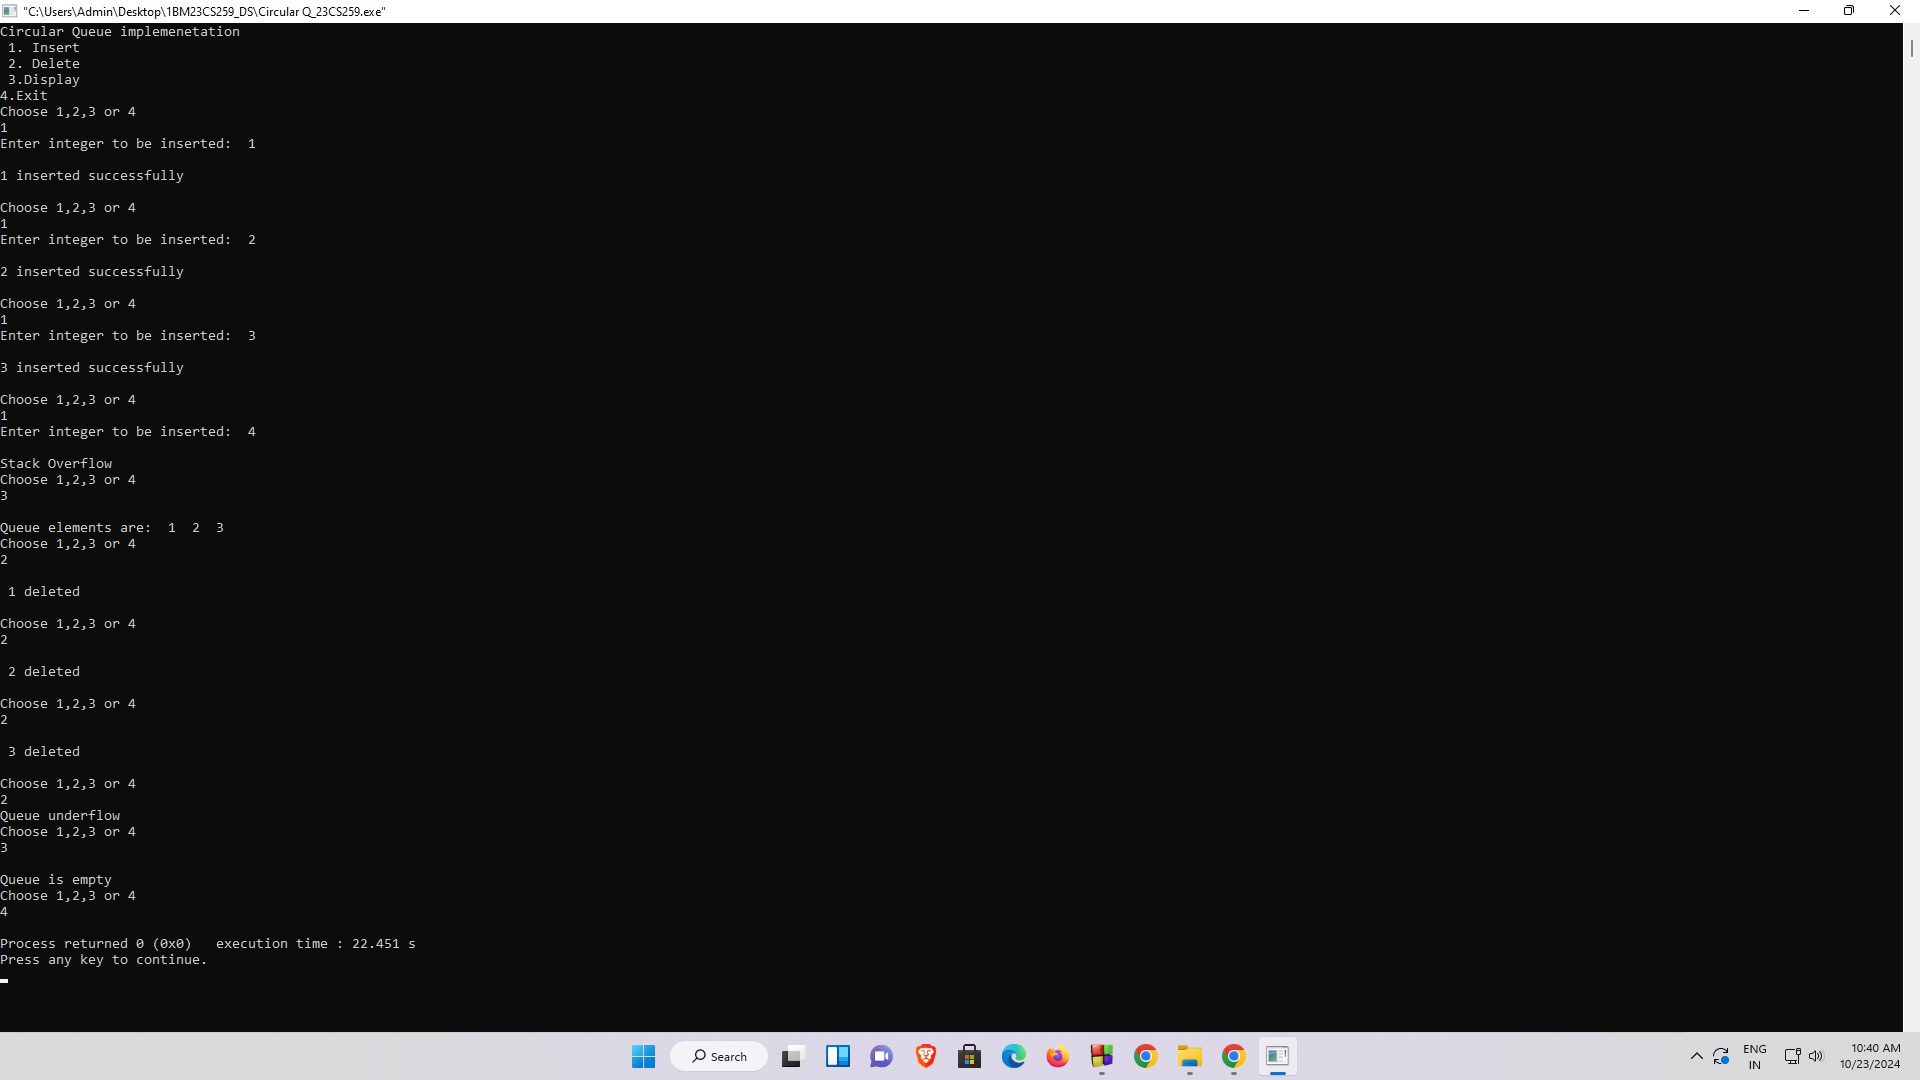 "C:\Users\Admin\Desktop\1BM23CS259_DS\Circular Q_23CS259.exe"
Circular Queue implemenetation
1. Insert
2. Delete
3.Display
4.Exit
Choose 1,2,3 or 4
1
Enter integer to be inserted:  1
1 inserted successfully
Choose 1,2,3 or 4
1
Enter integer to be inserted:  2
2 inserted successfully
Choose 1,2,3 or 4
1
Enter integer to be inserted:  3
3 inserted successfully
Choose 1,2,3 or 4
1
Enter integer to be inserted:  4
Stack Overflow
Choose 1,2,3 or 4
3
Queue elements are:  1  2  3
Choose 1,2,3 or 4
2
1 deleted
Choose 1,2,3 or 4
2
2 deleted
Choose 1,2,3 or 4
2
3 deleted
Choose 1,2,3 or 4
2
Queue underflow
Choose 1,2,3 or 4
3
Queue is empty
Choose 1,2,3 or 4
4
Process returned 0 (0x0)   execution time : 22.451 s
Press any key to continue.
Search
ENG
IN
10:40 AM
10/23/2024